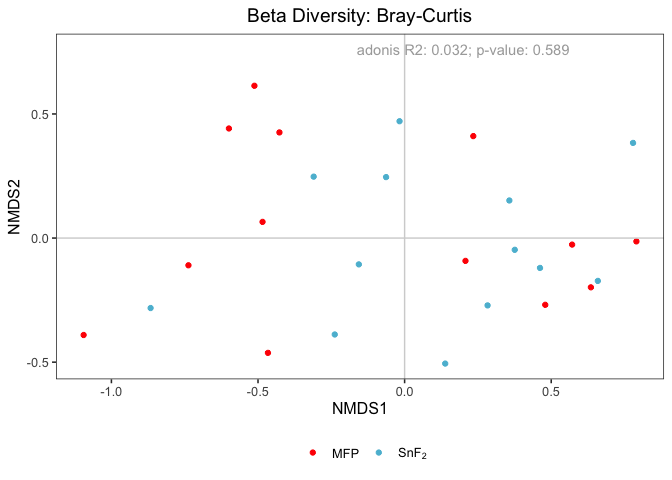 Beta Diversity: Bray-Curtis
adonis R2: 0.032; p-value: 0.589
0.5
0.0
-0.5
NMDS2
-1.0 -0.5 0.0 0.5
NMDS1
MFP SnF₂